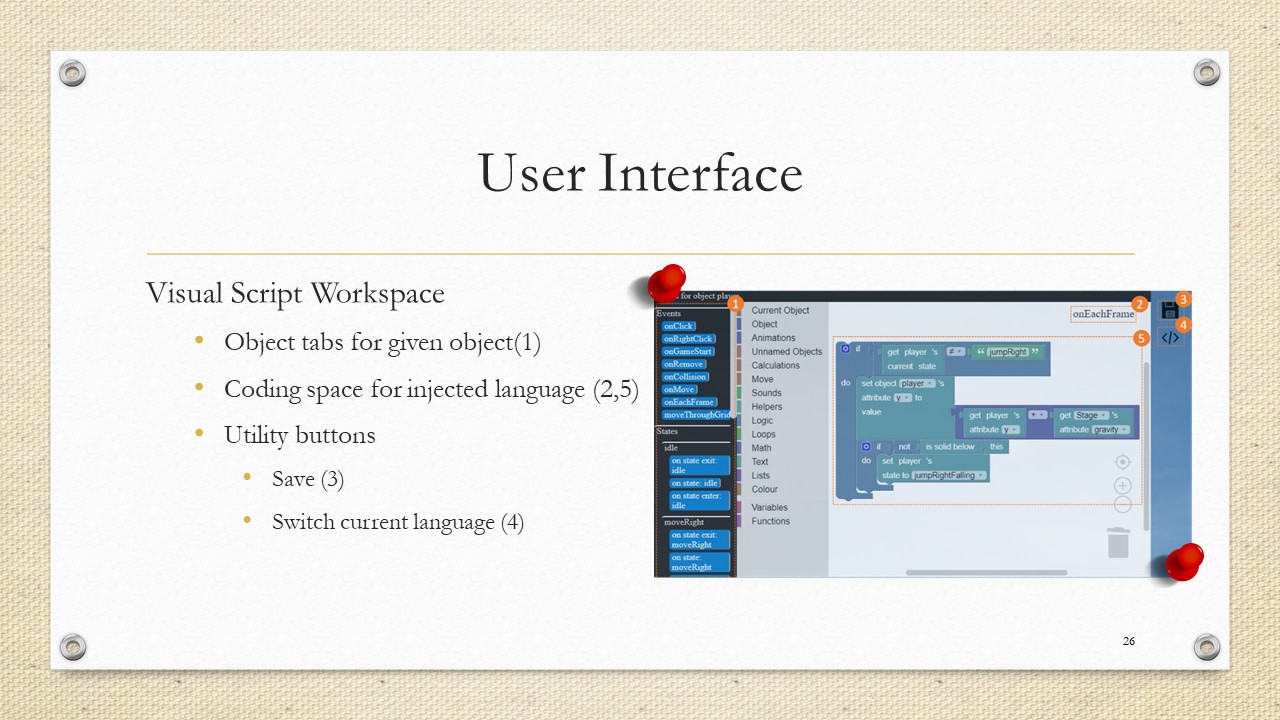 User Interface
Visual Script Workspace
Object tabs for given object(1)
Coding space for injected language (2,5)
Utility buttons
Save (3)
Switch current language (4)
for object player
Events
onClick
onRightClick
onGameStart
onRemove
onCollision
onMove
onEachFrame
moveThroughGrid
States
idle
on state exit:
idle
on state: idle
on state enter:
idle
moveRight
on state exit:
moveRight
on state:
moveRight
1
Current Object
Object
Animations
Unnamed Objects
Calculations
Move
Sounds
Helpers
Logic
Loops
Math
Text
Lists
Colour
Variables
Functions
onEachFrame
2
3
4
5
</>
if get player 's ≠ “ jumpRight ”
current state
do set object player 's
attribute y to
value get player 's + get Stage 's
attribute y attribute gravity
if not is solid below this
do set player 's
state to jumpRightFalling
26